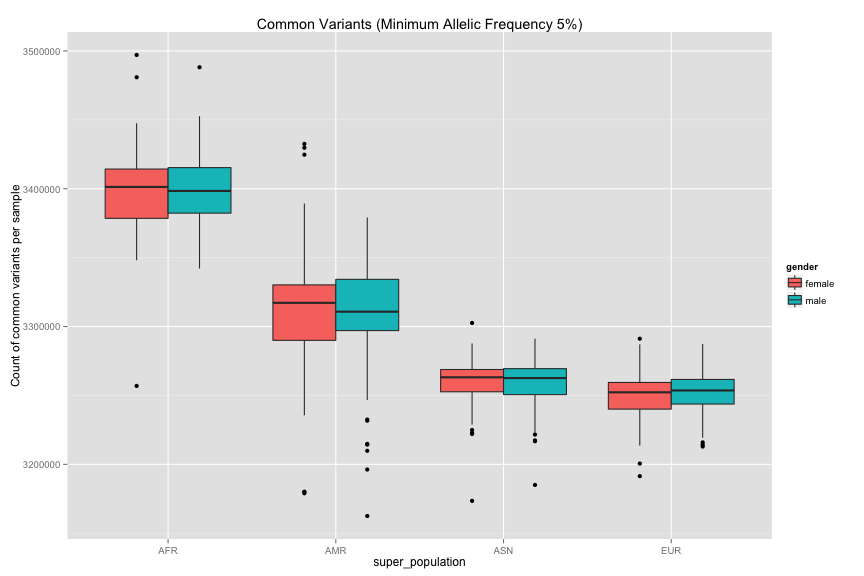 Common Variants (Minimum Allelic Frequency 5%)
Count of common variants per sample
3500000
3400000
3300000
3200000
AFR
AMR
ASN
EUR
super_population
gender
female
male